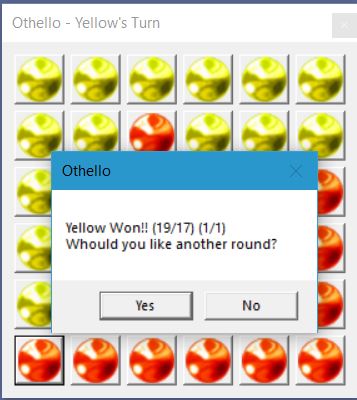 Othello - Yellow's Turn
Othello
Yellow Won!! (19/17) (1/1)
Whould you like another round?
Yes
No